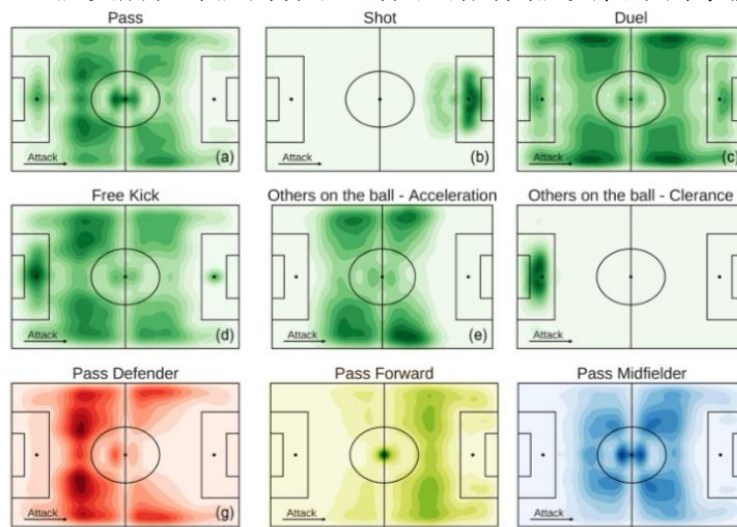 Pass
Shot
Duel
Attack
(a)
Attack
(b)
Attack
(c)
Free Kick
Others on the ball - Acceleration
Others on the ball - Clerance
Attack
(d)
Attack
(e)
Attack
Pass Defender
Pass Forward
Pass Midfielder
Attack
(g)
Attack
Attack